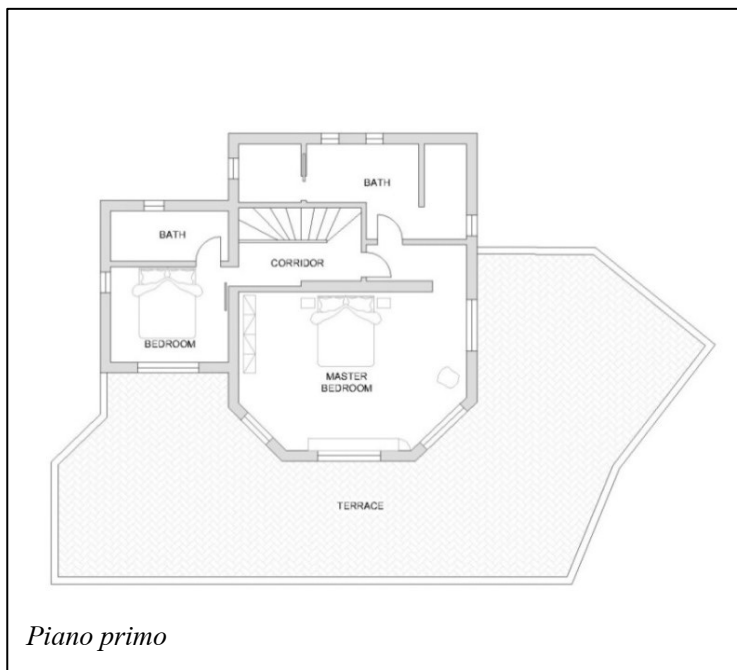 BATH
BATH
CORRIDOR
BEDROOM
MASTER
BEDROOM
TERRACE
Piano primo